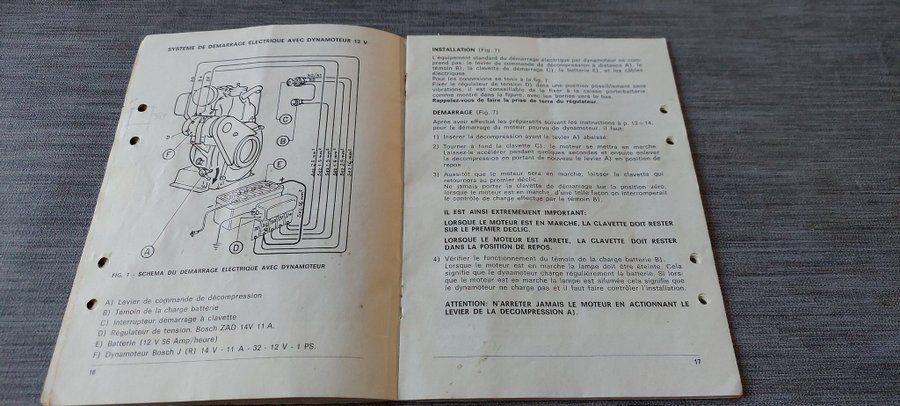 SYSTEME DE DEMARRAGE ELECTRIQUE AVEC DYNAMOTEUR 12 V
F
C
B
E
D
A
FIG. 7 - SCHEMA DU DEMARRAGE ELECTRIQUE AVEC DYNAMOTEUR
A) Levier de commande de décompression
B) Témoin de la charge batterie
C) Interrupteur démarrage à clavette
D) Régulateur de tension. Bosch ZAD 14V 11 A.
E) Batterie (12 V 56 Amp/heure)
F) Dynamoteur Bosch J (R) 14 V - 11 A - 32 - 12 V - 1 PS.
16
INSTALLATION (Fig. 7)
L'équipement standard du démarrage électrique par dynamoteur ne com-
prend pas: le levier de commande de décompression à distance A), le
témoin B), la clavette de démarrage C), la batterie E), et les câbles
électriques.
Pour les connexions se tenir à la fig. 7.
Fixer le régulateur de tension D) dans une position possiblement sans
vibrations, il est conseillable de le fixer à la caisse porte-batterie,
comme montré dans la figure, avec les bornes vers le bas.
Rappelez-vous de faire la prise de terre du régulateur.
DEMARRAGE (Fig. 7)
Après avoir effectué les préparatifs suivant les instructions à p. 13÷14,
pour le démarrage du moteur pourvu de dynamoteur, il faut:
1) Insérer la décompression ayant le levier A) abaissé.
2) Tourner à fond la clavette C); le moteur se mettra en marche.
Laissez-le accélérer pendant quelques secondes et ensuite enlever
la décompression en portant de nouveau le levier A) en position de
repos.
3) Aussitôt que le moteur sera en marche, laisser la clavette qui
retournera au premier déclic.
Ne jamais porter la clavette de démarrage sur la position zéro,
lorsque le moteur est en marche, d'une telle façon on interromperait
le contrôle de charge effectué par le témoin B).
IL EST AINSI EXTREMEMENT IMPORTANT:
LORSQUE LE MOTEUR EST EN MARCHE, LA CLAVETTE DOIT RESTER
SUR LE PREMIER DECLIC.
LORSQUE LE MOTEUR EST ARRETE, LA CLAVETTE DOIT RESTER
DANS LA POSITION DE REPOS.
4) Vérifier le fonctionnement du témoin de la charge batterie B).
Lorsque le moteur est en marche la lampe doit être éteinte. Cela
signifie que le dynamoteur charge régulièrement la batterie. Si lors-
que le moteur est en marche la lampe est allumée cela signifie que
le dynamoteur ne charge pas et il faut faire contrôler l'installation.
ATTENTION: N'ARRETER JAMAIS LE MOTEUR EN ACTIONNANT LE
LEVIER DE LA DECOMPRESSION A).
17